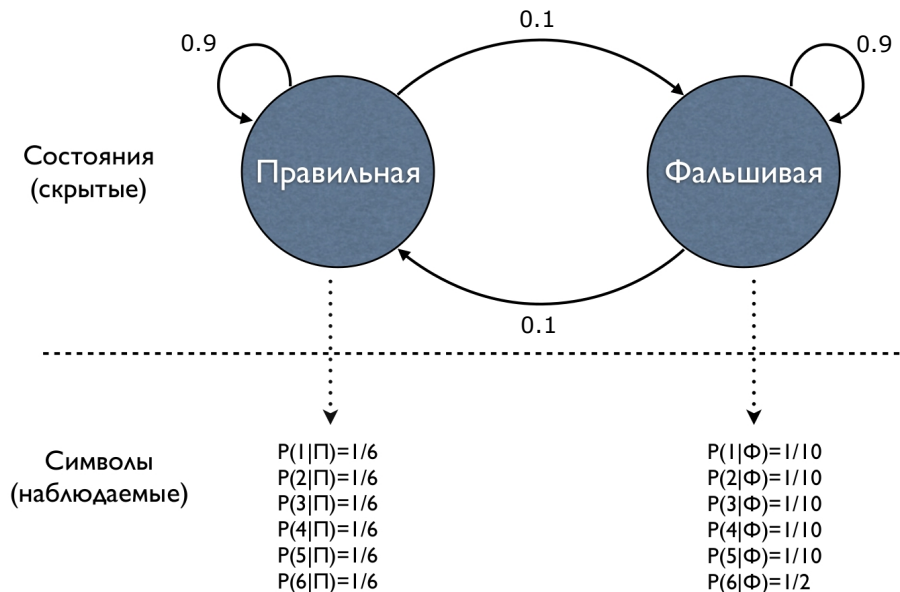 0.1
0.9
0.9
Состояния
(скрытые)
Правильная
Фальшивая
0.1
Символы
(наблюдаемые)
P(1|П)=1/6
P(2|П)=1/6
P(3|П)=1/6
P(4|П)=1/6
P(5|П)=1/6
P(6|П)=1/6
P(1|Ф)=1/10
P(2|Ф)=1/10
P(3|Ф)=1/10
P(4|Ф)=1/10
P(5|Ф)=1/10
P(6|Ф)=1/2